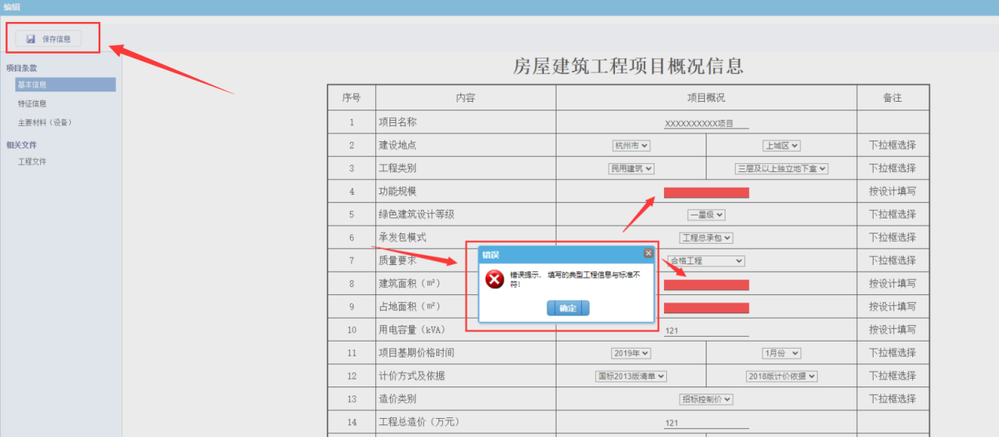 编辑
保存信息
项目条款
基本信息
特征信息
主要材料（设备）
相关文件
工程文件
房屋建筑工程项目概况信息
序号 内容 项目概况 备注
1 项目名称 XXXXXXXXXX项目
2 建设地点 杭州市 上城区 下拉框选择
3 工程类别 民用建筑 三层及以上独立地下室 下拉框选择
4 功能规模 按设计填写
5 绿色建筑设计等级 一星级 下拉框选择
6 承发包模式 工程总承包 下拉框选择
7 质量要求 合格工程 下拉框选择
8 建筑面积（㎡） 按设计填写
9 占地面积（㎡） 按设计填写
10 用电容量（kVA） 121 按设计填写
11 项目基期价格时间 2019年 1月份 下拉框选择
12 计价方式及依据 国标2013版清单 2018版计价依据 下拉框选择
13 造价类别 招标控制价 下拉框选择
14 工程总造价（万元） 121
错误
错误提示， 填写的典型工程信息与标准不
符！
确定